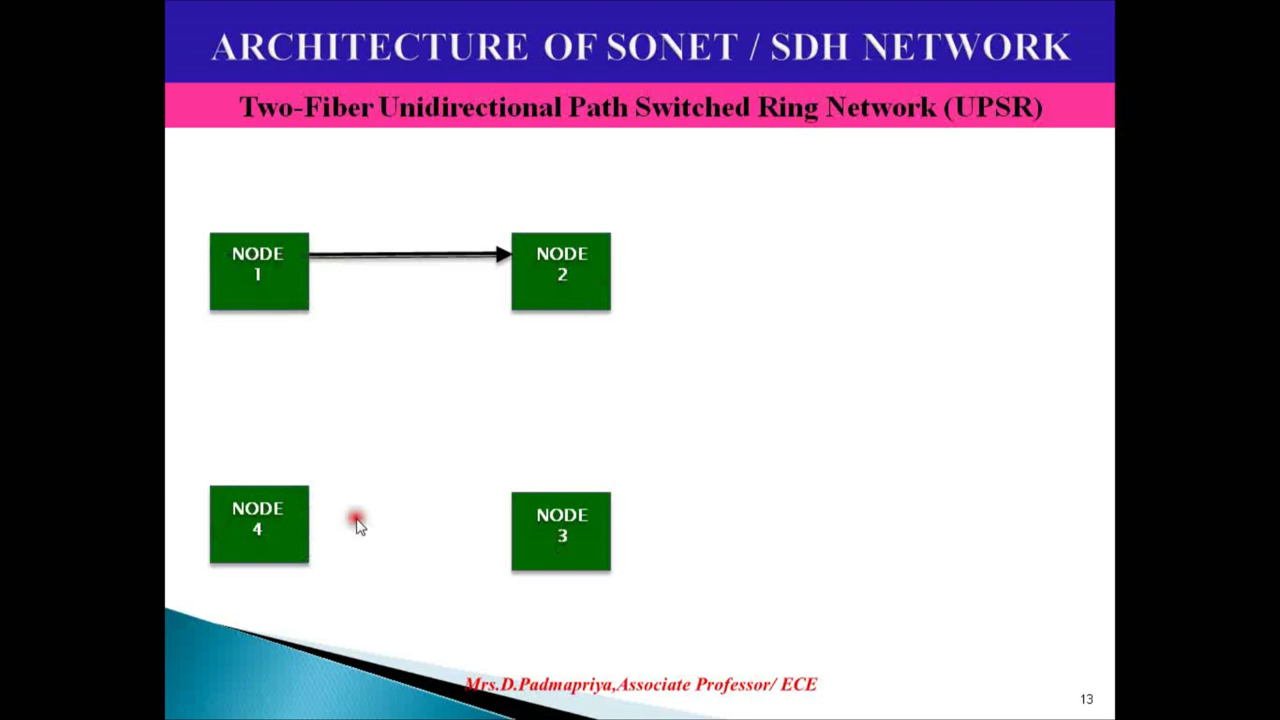 ARCHITECTURE OF SONET / SDH NETWORK
Two-Fiber Unidirectional Path Switched Ring Network (UPSR)
NODE
1
NODE
2
NODE
4
NODE
3
Mrs.D.Padmapriya,Associate Professor/ ECE
13